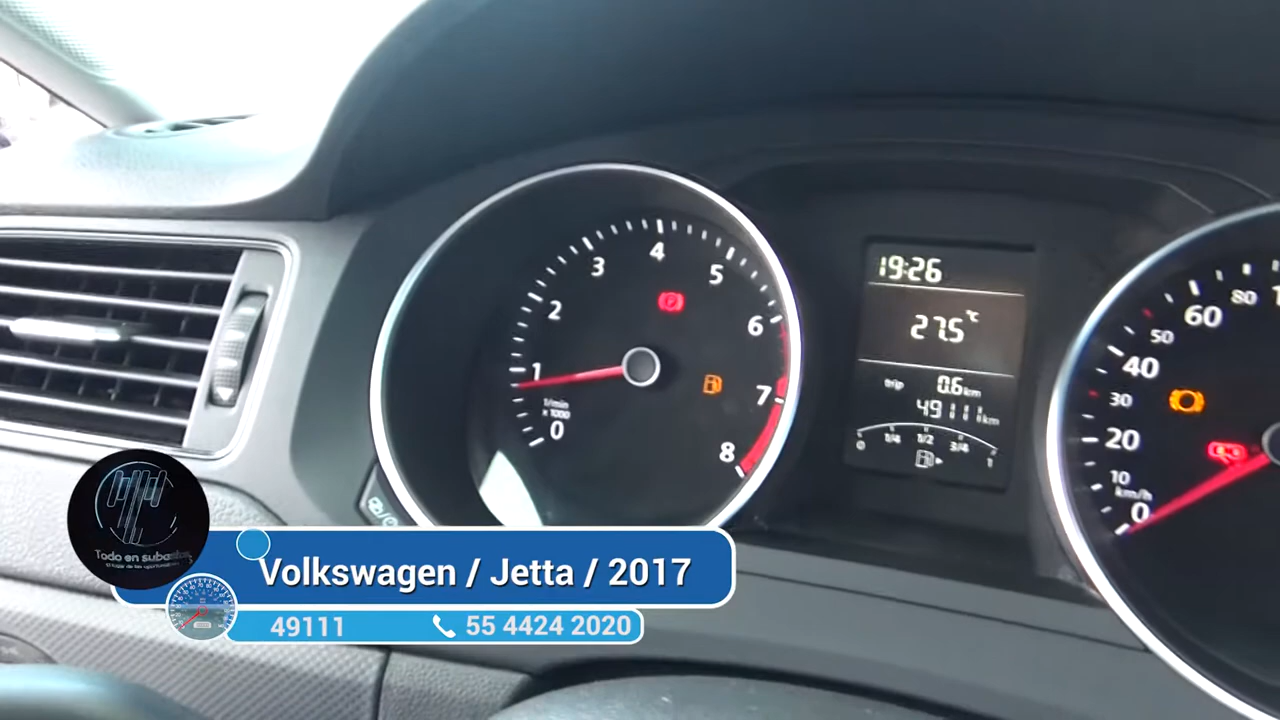 19:26
27.5 °C
trip 0.6 km
49111 km
0 1/4 1/2 3/4 1
0 1 2 3 4 5 6 7 8
1/min
x 1000
0 10 20 30 40 50 60 80
km/h
Todo en subastas
Volkswagen / Jetta / 2017
49111 55 4424 2020